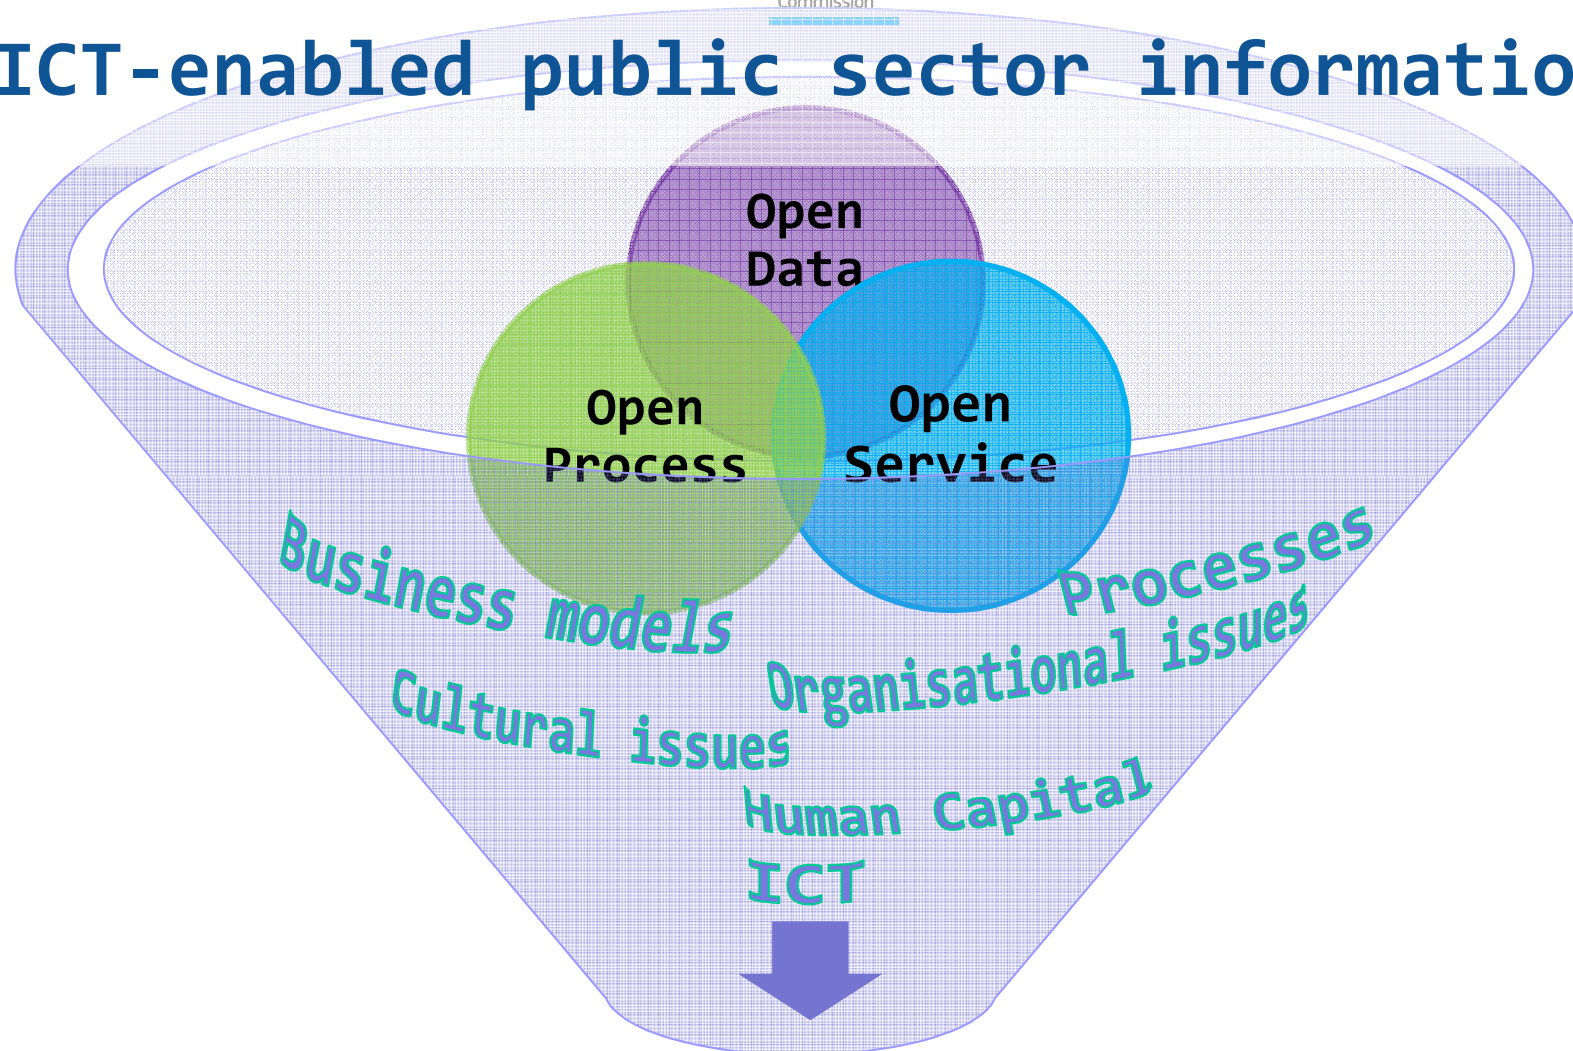 Commission
ICT-enabled public sector informatio
Open
Data
Open
Process
Open
Service
Business models
Processes
Organisational issues
Cultural issues
Human Capital
ICT